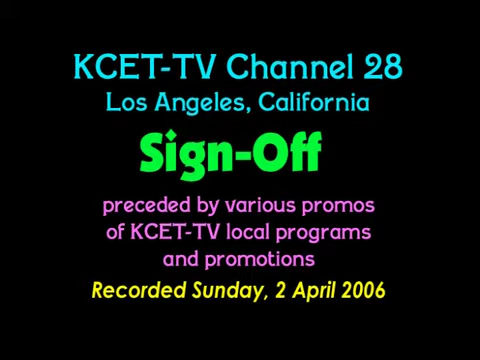 KCET-TV Channel 28
Los Angeles, California
Sign-Off
preceded by various promos
of KCET-TV local programs
and promotions
Recorded Sunday, 2 April 2006